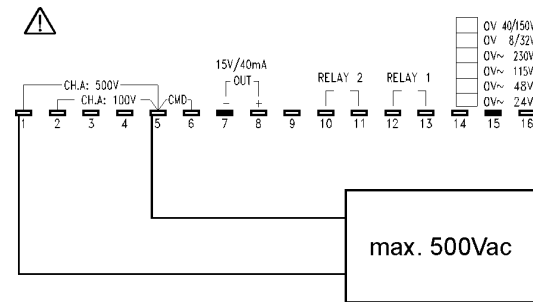 0V 40/150V
0V 8/32V
0V~ 230V
0V~ 115V
0V~ 48V
0V~ 24V
15V/40mA
OUT
CH.A: 500V
CH.A: 100V
CMD
- +
RELAY 2
RELAY 1
1 2 3 4 5 6 7 8 9 10 11 12 13 14 15 16
max. 500Vac